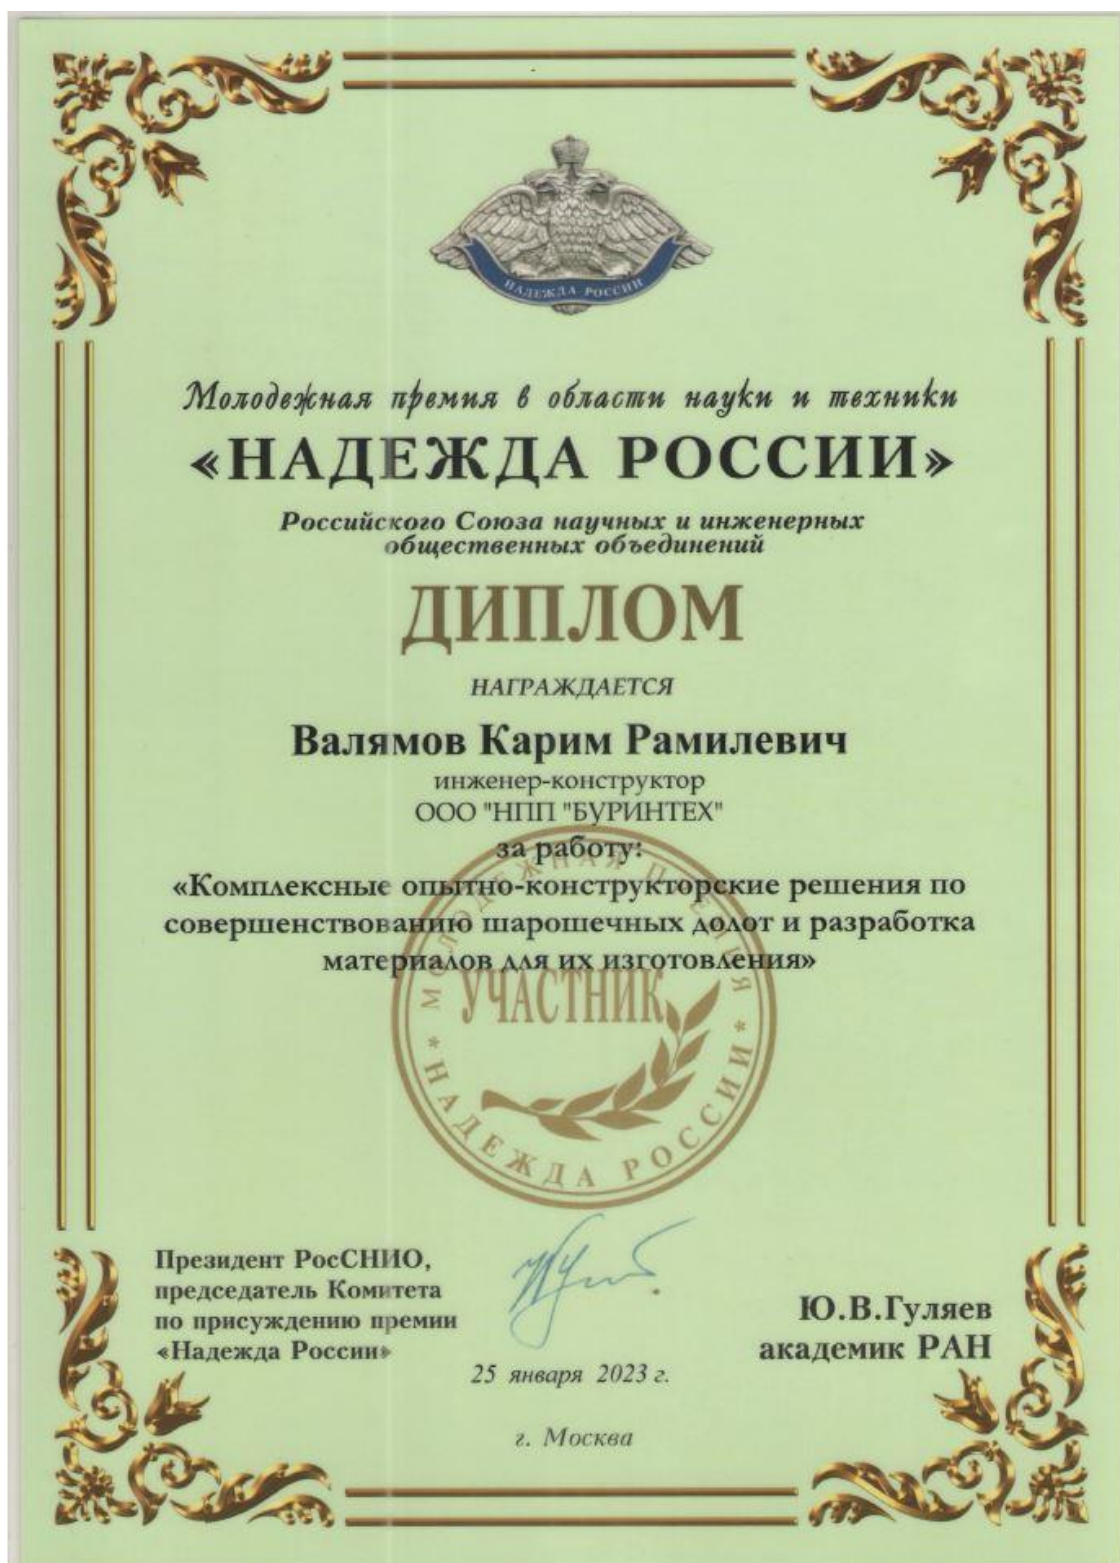 НАДЕЖДА РОССИИ
Молодежная премия в области науки и техники
«НАДЕЖДА РОССИИ»
Российского Союза научных и инженерных
общественных объединений
ДИПЛОМ
НАГРАЖДАЕТСЯ
Валямов Карим Рамилевич
инженер-конструктор
ООО "НПП "БУРИНТЕХ"
за работу:
«Комплексные опытно-конструкторские решения по
совершенствованию шарошечных долот и разработка
материалов для их изготовления»
* МОЛОДЕЖНАЯ ПРЕМИЯ *
УЧАСТНИК
НАДЕЖДА РОССИИ
Президент РосСНИО,
председатель Комитета
по присуждению премии
«Надежда России»
Ю.В.Гуляев
академик РАН
25 января 2023 г.
г. Москва